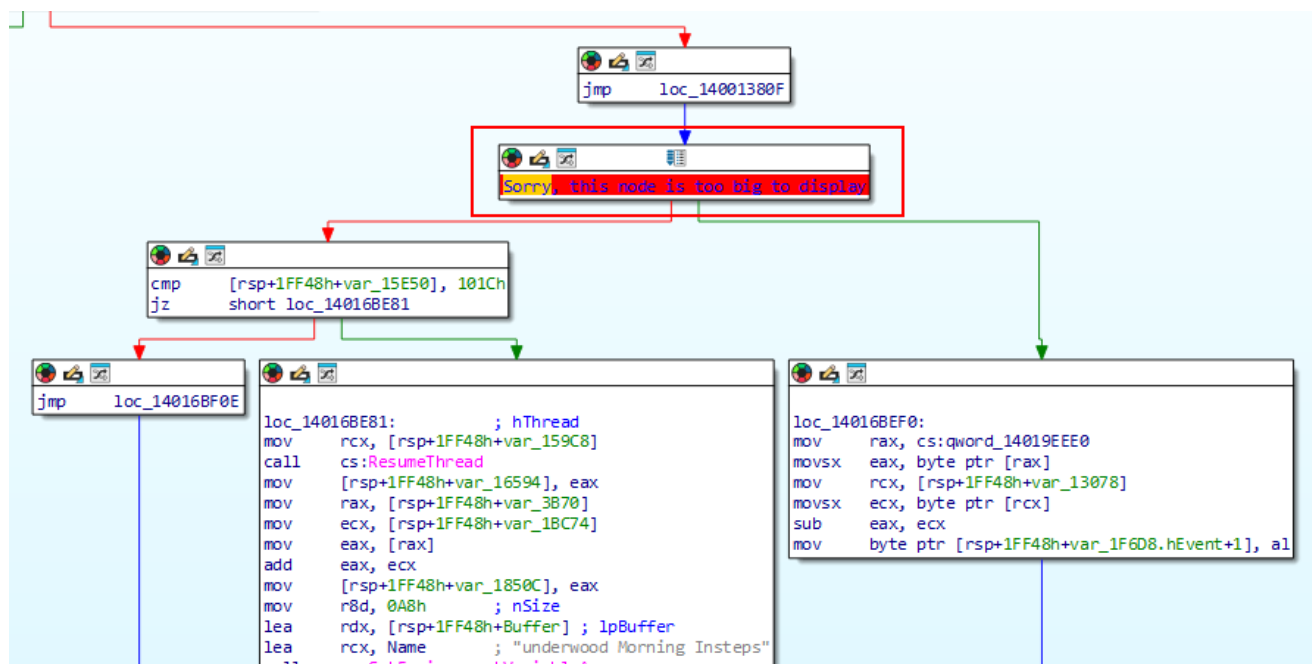 jmp loc_14001380F
Sorry, this node is too big to display
cmp [rsp+1FF48h+var_15E50], 101Ch
jz short loc_14016BE81
jmp loc_14016BF0E
loc_14016BE81: ; hThread
mov rcx, [rsp+1FF48h+var_159C8]
call cs:ResumeThread
mov [rsp+1FF48h+var_16594], eax
mov rax, [rsp+1FF48h+var_3B70]
mov ecx, [rsp+1FF48h+var_1BC74]
mov eax, [rax]
add eax, ecx
mov [rsp+1FF48h+var_1850C], eax
mov r8d, 0A8h ; nSize
lea rdx, [rsp+1FF48h+Buffer] ; lpBuffer
lea rcx, Name ; "underwood Morning Insteps"
loc_14016BEF0:
mov rax, cs:qword_14019EEE0
movsx eax, byte ptr [rax]
mov rcx, [rsp+1FF48h+var_13078]
movsx ecx, byte ptr [rcx]
sub eax, ecx
mov byte ptr [rsp+1FF48h+var_1F6D8.hEvent+1], al